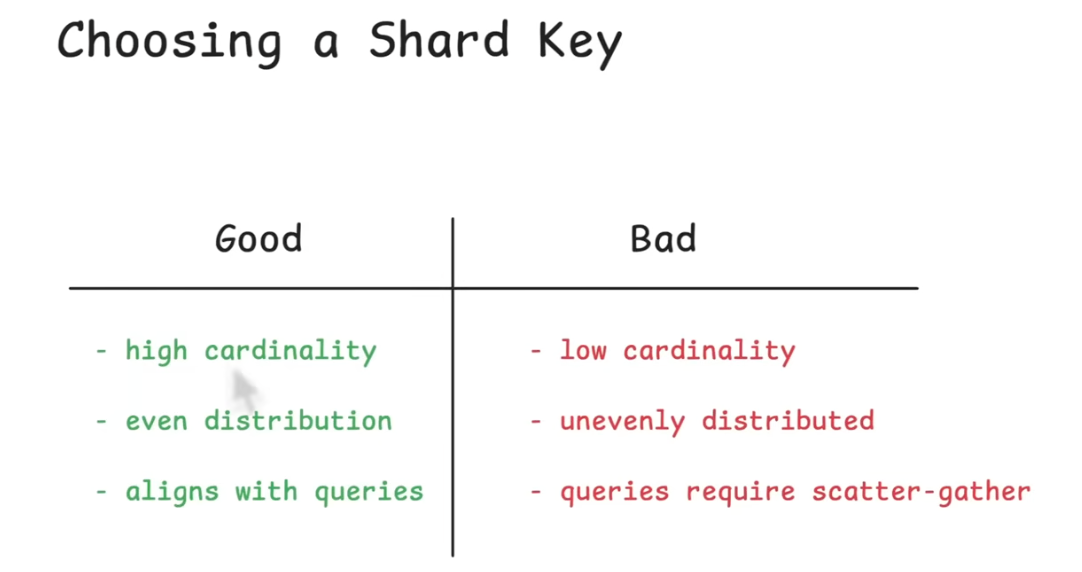 Choosing a Shard Key
Good
Bad
- high cardinality
- low cardinality
- even distribution
- unevenly distributed
- aligns with queries
- queries require scatter-gather